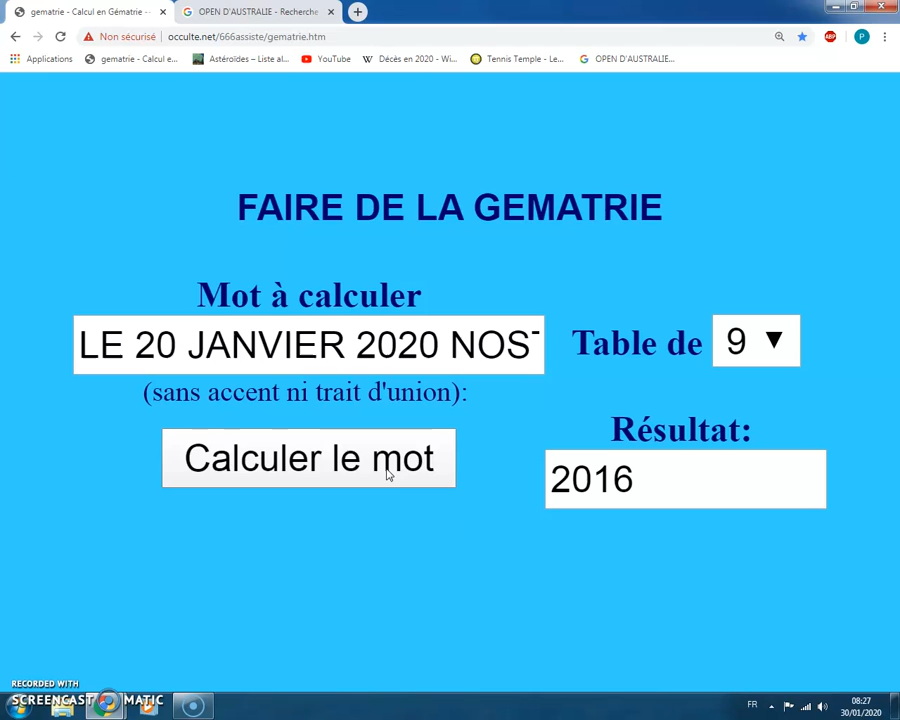 gematrie - Calcul en Gématrie --
OPEN D'AUSTRALIE - Recherche
Non sécurisé
occulte.net/666assiste/gematrie.htm
Applications
gematrie - Calcul e...
Astéroïdes – Liste al...
YouTube
Décès en 2020 - Wi...
Tennis Temple - Le...
OPEN D'AUSTRALIE...
FAIRE DE LA GEMATRIE
Mot à calculer
LE 20 JANVIER 2020 NOST
Table de 9
(sans accent ni trait d'union):
Résultat:
Calculer le mot
2016
RECORDED WITH
SCREENCAST MATIC
FR
08:27
30/01/2020